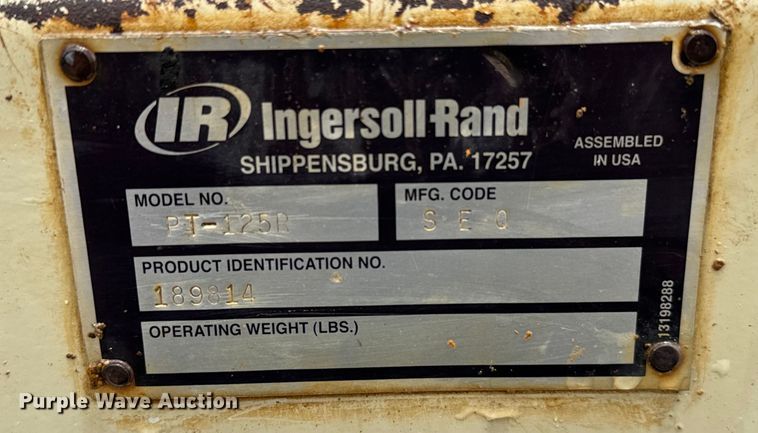 IR Ingersoll-Rand
SHIPPENSBURG, PA. 17257
ASSEMBLED
IN USA
MODEL NO.
PT-125R
MFG. CODE
S E Q
PRODUCT IDENTIFICATION NO.
189814
OPERATING WEIGHT (LBS.)
13198288
Purple Wave Auction